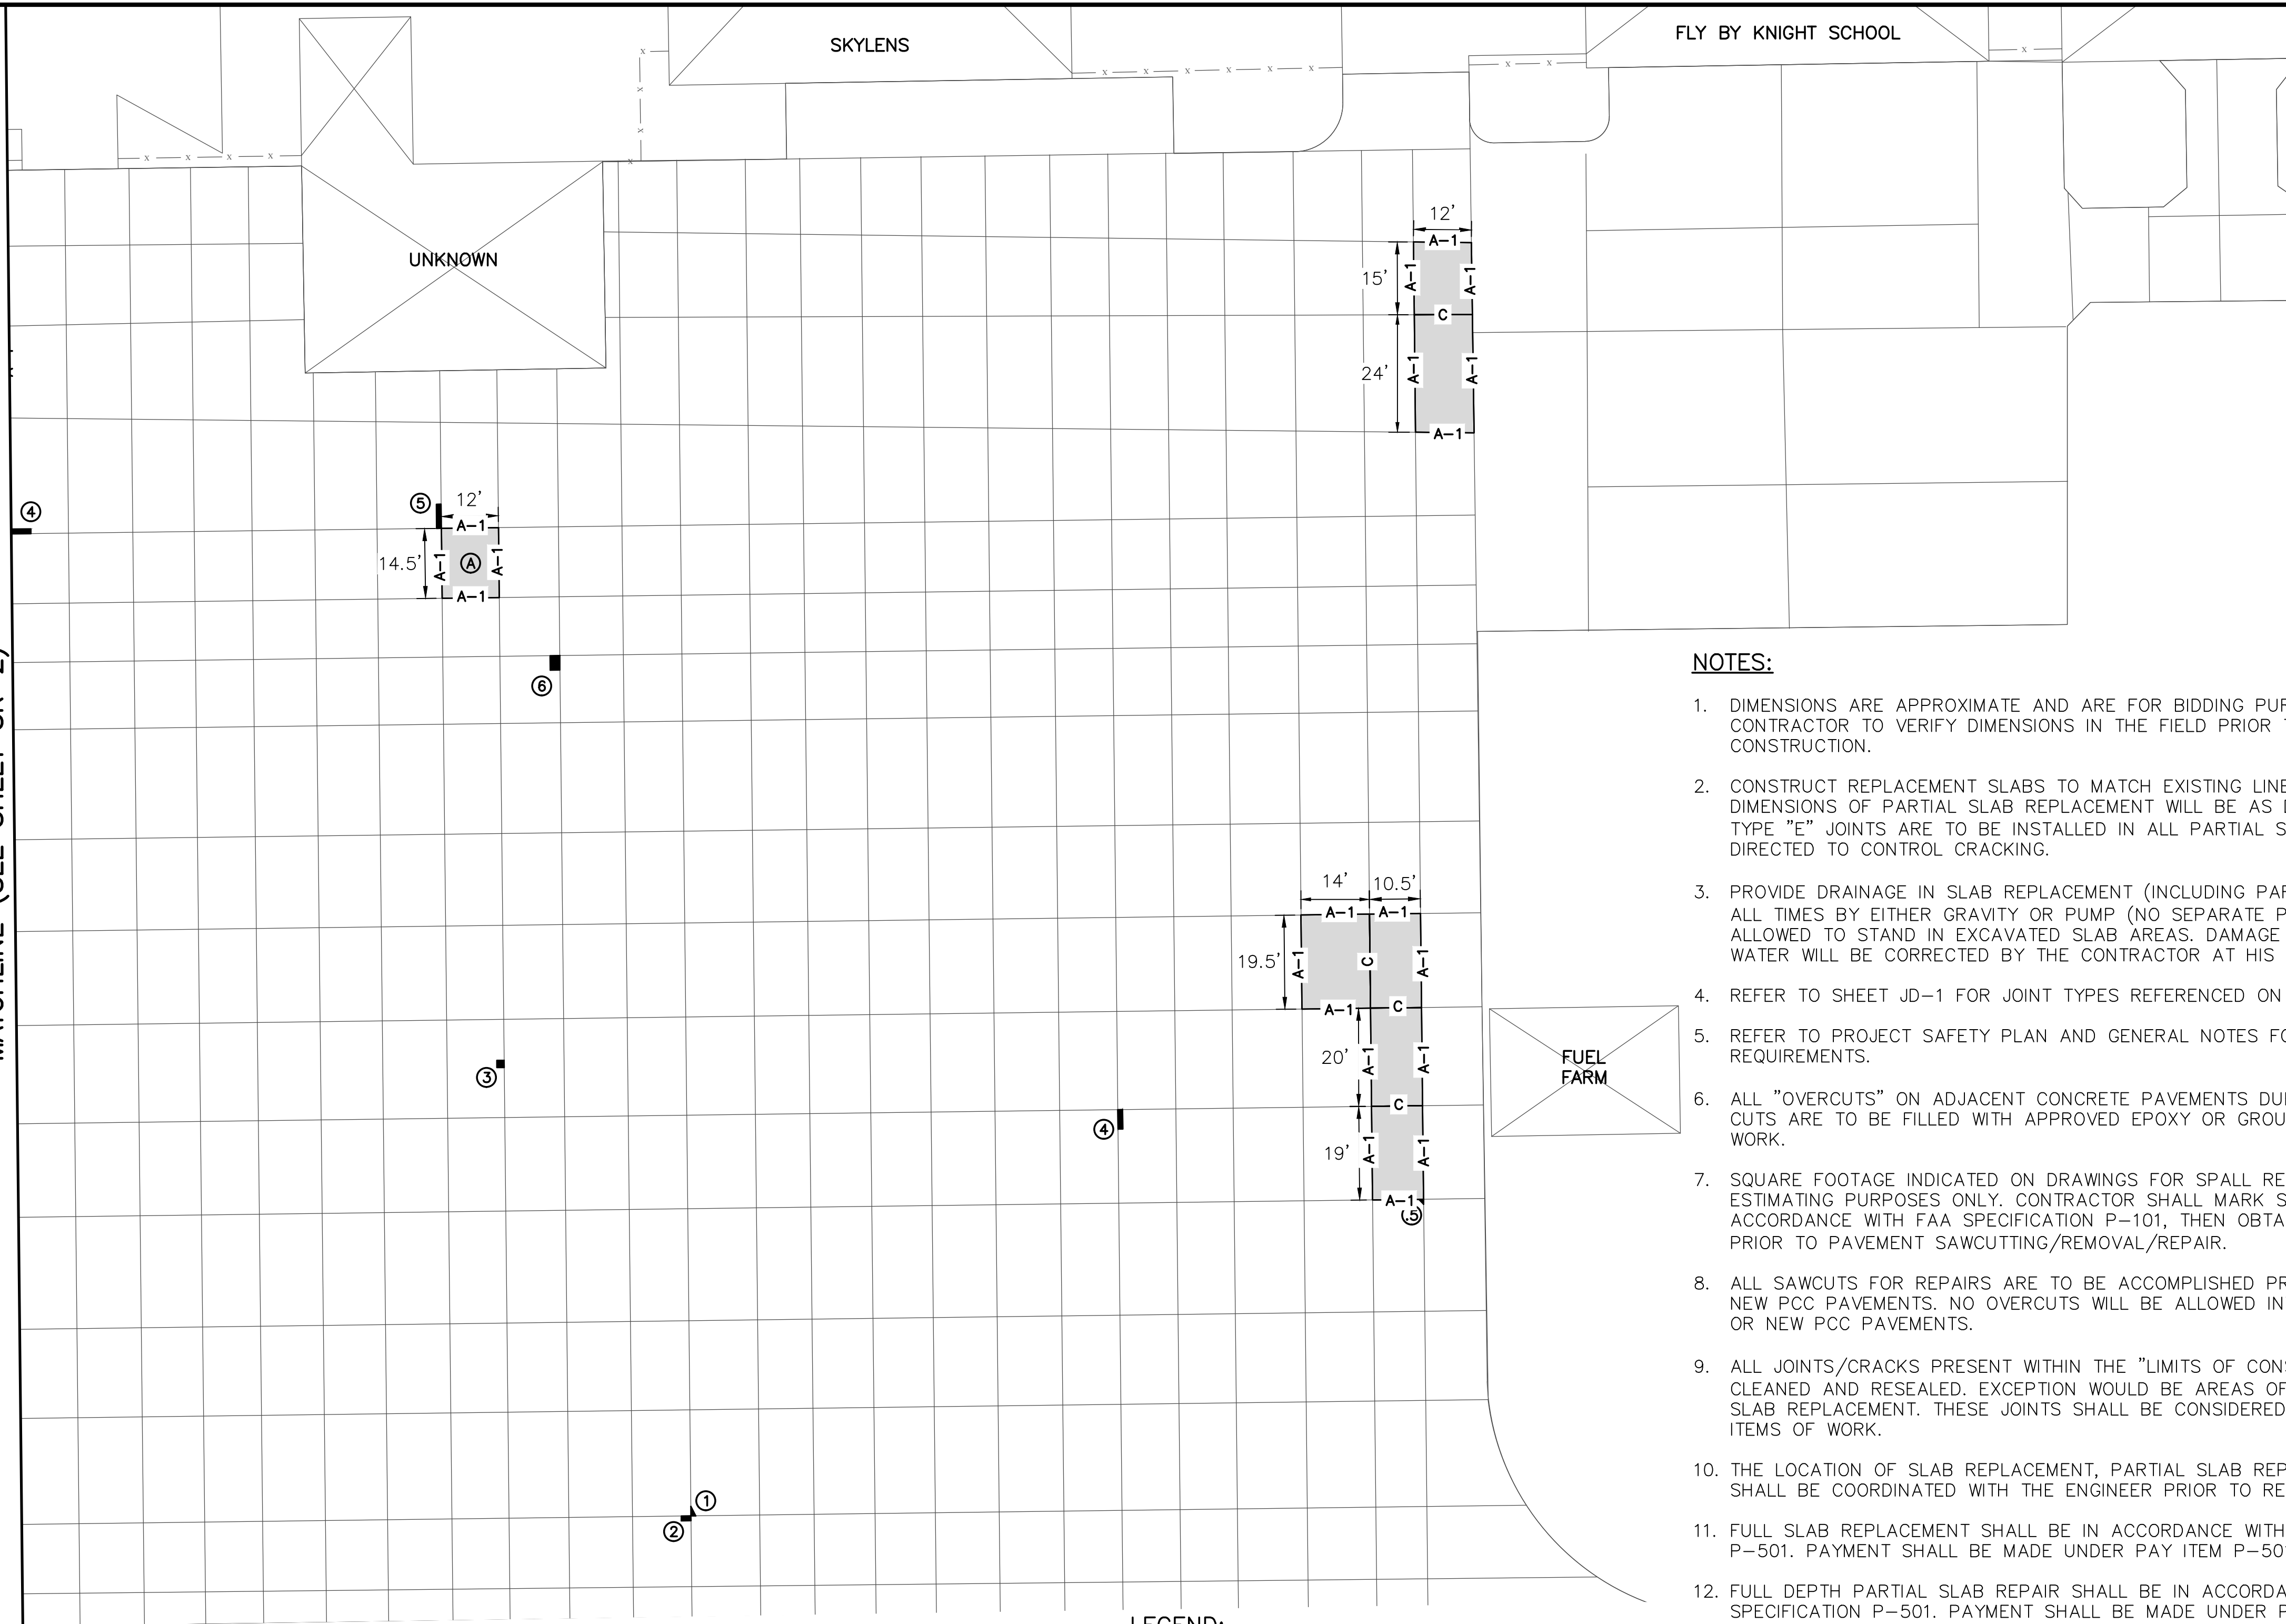 SKYLENS
FLY BY KNIGHT SCHOOL
x x x x x x x x x
x x x
x x x x
x
x
x
UNKNOWN
12'
A-1
15' A-1 A-1
C
24' A-1 A-1
A-1
4
5 12'
A-1
14.5' A-1 A A-1
A-1
6
14' 10.5'
A-1 A-1
19.5' A-1 C A-1
A-1 C
20' A-1 A-1
C
19' A-1 A-1
A-1
.5
3
4
FUEL
FARM
1
2
LEGEND:
NOTES:
1. DIMENSIONS ARE APPROXIMATE AND ARE FOR BIDDING
CONTRACTOR TO VERIFY DIMENSIONS IN THE FIELD PRIOR
CONSTRUCTION.
2. CONSTRUCT REPLACEMENT SLABS TO MATCH EXISTING
DIMENSIONS OF PARTIAL SLAB REPLACEMENT WILL BE AS
TYPE "E" JOINTS ARE TO BE INSTALLED IN ALL PARTIAL
DIRECTED TO CONTROL CRACKING.
3. PROVIDE DRAINAGE IN SLAB REPLACEMENT (INCLUDING
ALL TIMES BY EITHER GRAVITY OR PUMP (NO SEPARATE
ALLOWED TO STAND IN EXCAVATED SLAB AREAS. DAMAGE
WATER WILL BE CORRECTED BY THE CONTRACTOR AT HIS
4. REFER TO SHEET JD-1 FOR JOINT TYPES REFERENCED ON
5. REFER TO PROJECT SAFETY PLAN AND GENERAL NOTES
REQUIREMENTS.
6. ALL "OVERCUTS" ON ADJACENT CONCRETE PAVEMENTS
CUTS ARE TO BE FILLED WITH APPROVED EPOXY OR
WORK.
7. SQUARE FOOTAGE INDICATED ON DRAWINGS FOR SPALL
ESTIMATING PURPOSES ONLY. CONTRACTOR SHALL MARK
ACCORDANCE WITH FAA SPECIFICATION P-101, THEN
PRIOR TO PAVEMENT SAWCUTTING/REMOVAL/REPAIR.
8. ALL SAWCUTS FOR REPAIRS ARE TO BE ACCOMPLISHED
NEW PCC PAVEMENTS. NO OVERCUTS WILL BE ALLOWED IN
OR NEW PCC PAVEMENTS.
9. ALL JOINTS/CRACKS PRESENT WITHIN THE "LIMITS OF
CLEANED AND RESEALED. EXCEPTION WOULD BE AREAS OF
SLAB REPLACEMENT. THESE JOINTS SHALL BE CONSIDERED
ITEMS OF WORK.
10. THE LOCATION OF SLAB REPLACEMENT, PARTIAL SLAB
SHALL BE COORDINATED WITH THE ENGINEER PRIOR TO
11. FULL SLAB REPLACEMENT SHALL BE IN ACCORDANCE WITH
P-501. PAYMENT SHALL BE MADE UNDER PAY ITEM
12. FULL DEPTH PARTIAL SLAB REPAIR SHALL BE IN
SPECIFICATION P-501. PAYMENT SHALL BE MADE UNDER